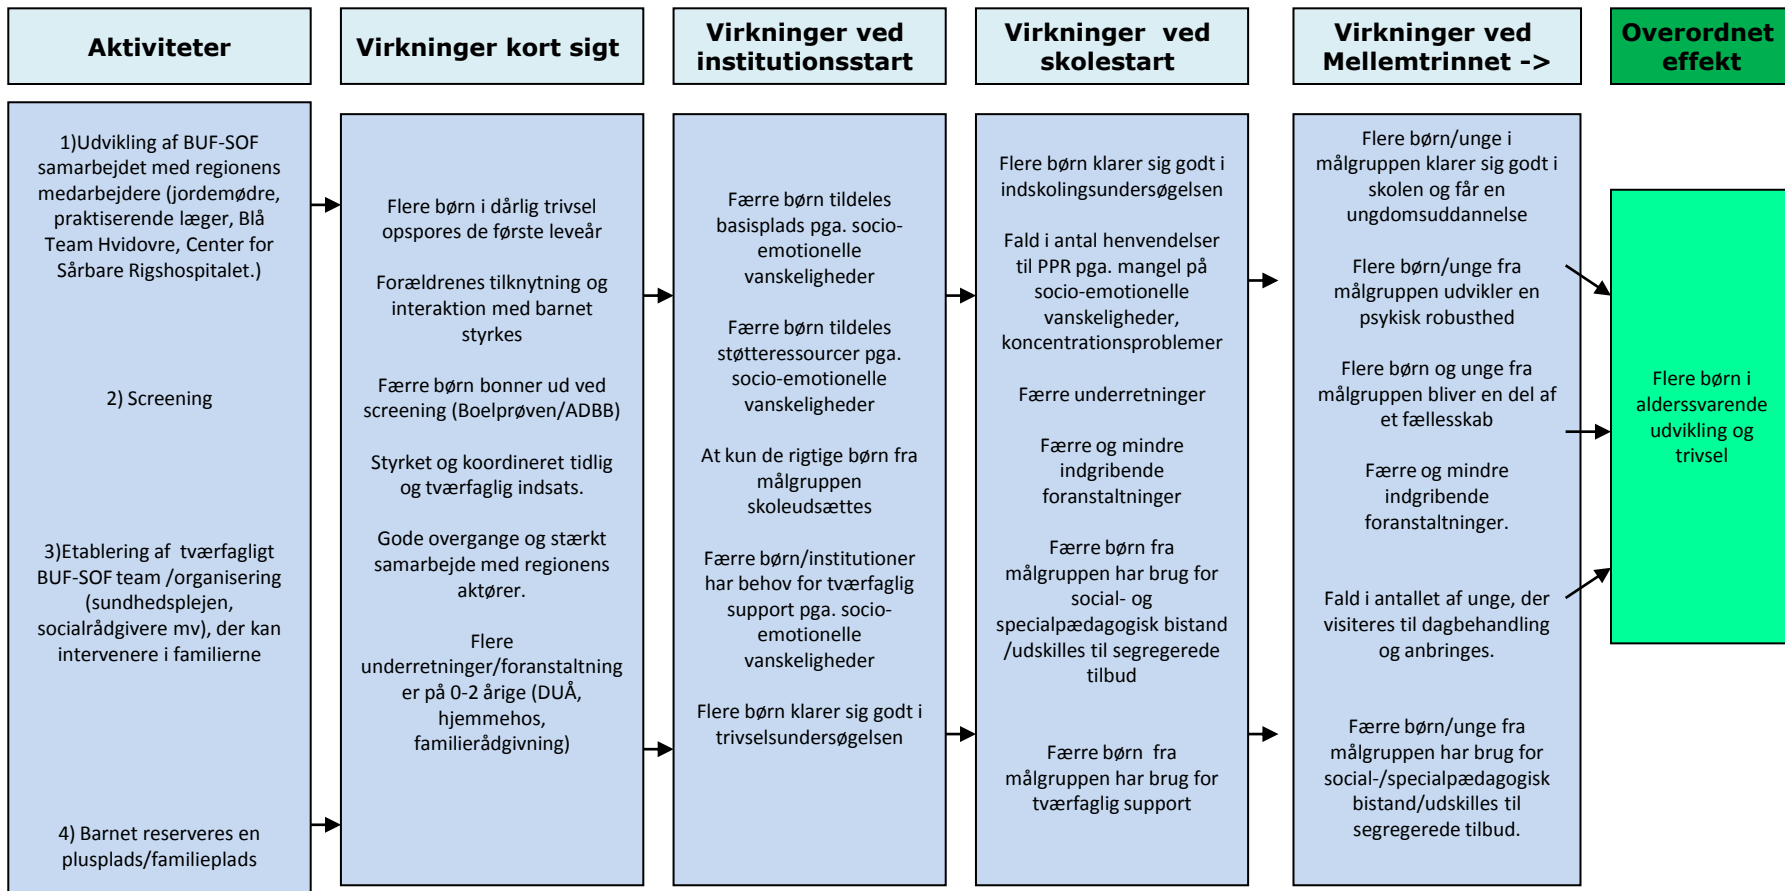 Aktiviteter
1)Udvikling af BUF-SOF
samarbejdet med regionens
medarbejdere (jordemødre,
praktiserende læger, Blå
Team Hvidovre, Center for
Sårbare Rigshospitalet.)
2) Screening
3)Etablering af tværfagligt
BUF-SOF team /organisering
(sundhedsplejen,
socialrådgivere mv), der kan
intervenere i familierne
4) Barnet reserveres en
plusplads/familieplads
Virkninger kort sigt
Flere børn i dårlig trivsel
opspores de første leveår
Forældrenes tilknytning og
interaktion med barnet
styrkes
Færre børn bonner ud ved
screening (Boelprøven/ADBB)
Styrket og koordineret tidlig
og tværfaglig indsats.
Gode overgange og stærkt
samarbejde med regionens
aktører.
Flere
underretninger/foranstaltning
er på 0-2 årige (DUÅ,
hjemmehos,
familierådgivning)
Virkninger ved
institutionsstart
Færre børn tildeles
basisplads pga. socio-
emotionelle
vanskeligheder
Færre børn tildeles
støtteressourcer pga.
socio-emotionelle
vanskeligheder
At kun de rigtige børn fra
målgruppen
skoleudsættes
Færre børn/institutioner
har behov for tværfaglig
support pga. socio-
emotionelle
vanskeligheder
Flere børn klarer sig godt i
trivselsundersøgelsen
Virkninger ved
skolestart
Flere børn klarer sig godt i
indskolingsundersøgelsen
Fald i antal henvendelser
til PPR pga. mangel på
socio-emotionelle
vanskeligheder,
koncentrationsproblemer
Færre underretninger
Færre og mindre
indgribende
foranstaltninger
Færre børn fra
målgruppen har brug for
social- og
specialpædagogisk bistand
/udskilles til segregerede
tilbud
Færre børn fra
målgruppen har brug for
tværfaglig support
Virkninger ved
Mellemtrinnet ->
Flere børn/unge i
målgruppen klarer sig godt i
skolen og får en
ungdomsuddannelse
Flere børn/unge fra
målgruppen udvikler en
psykisk robusthed
Flere børn og unge fra
målgruppen bliver en del af
et fællesskab
Færre og mindre
indgribende
foranstaltninger.
Fald i antallet af unge, der
visiteres til dagbehandling
og anbringes.
Færre børn/unge fra
målgruppen har brug for
social-/specialpædagogisk
bistand/udskilles til
segregerede tilbud.
Overordnet
effekt
Flere børn i
alderssvarende
udvikling og
trivsel